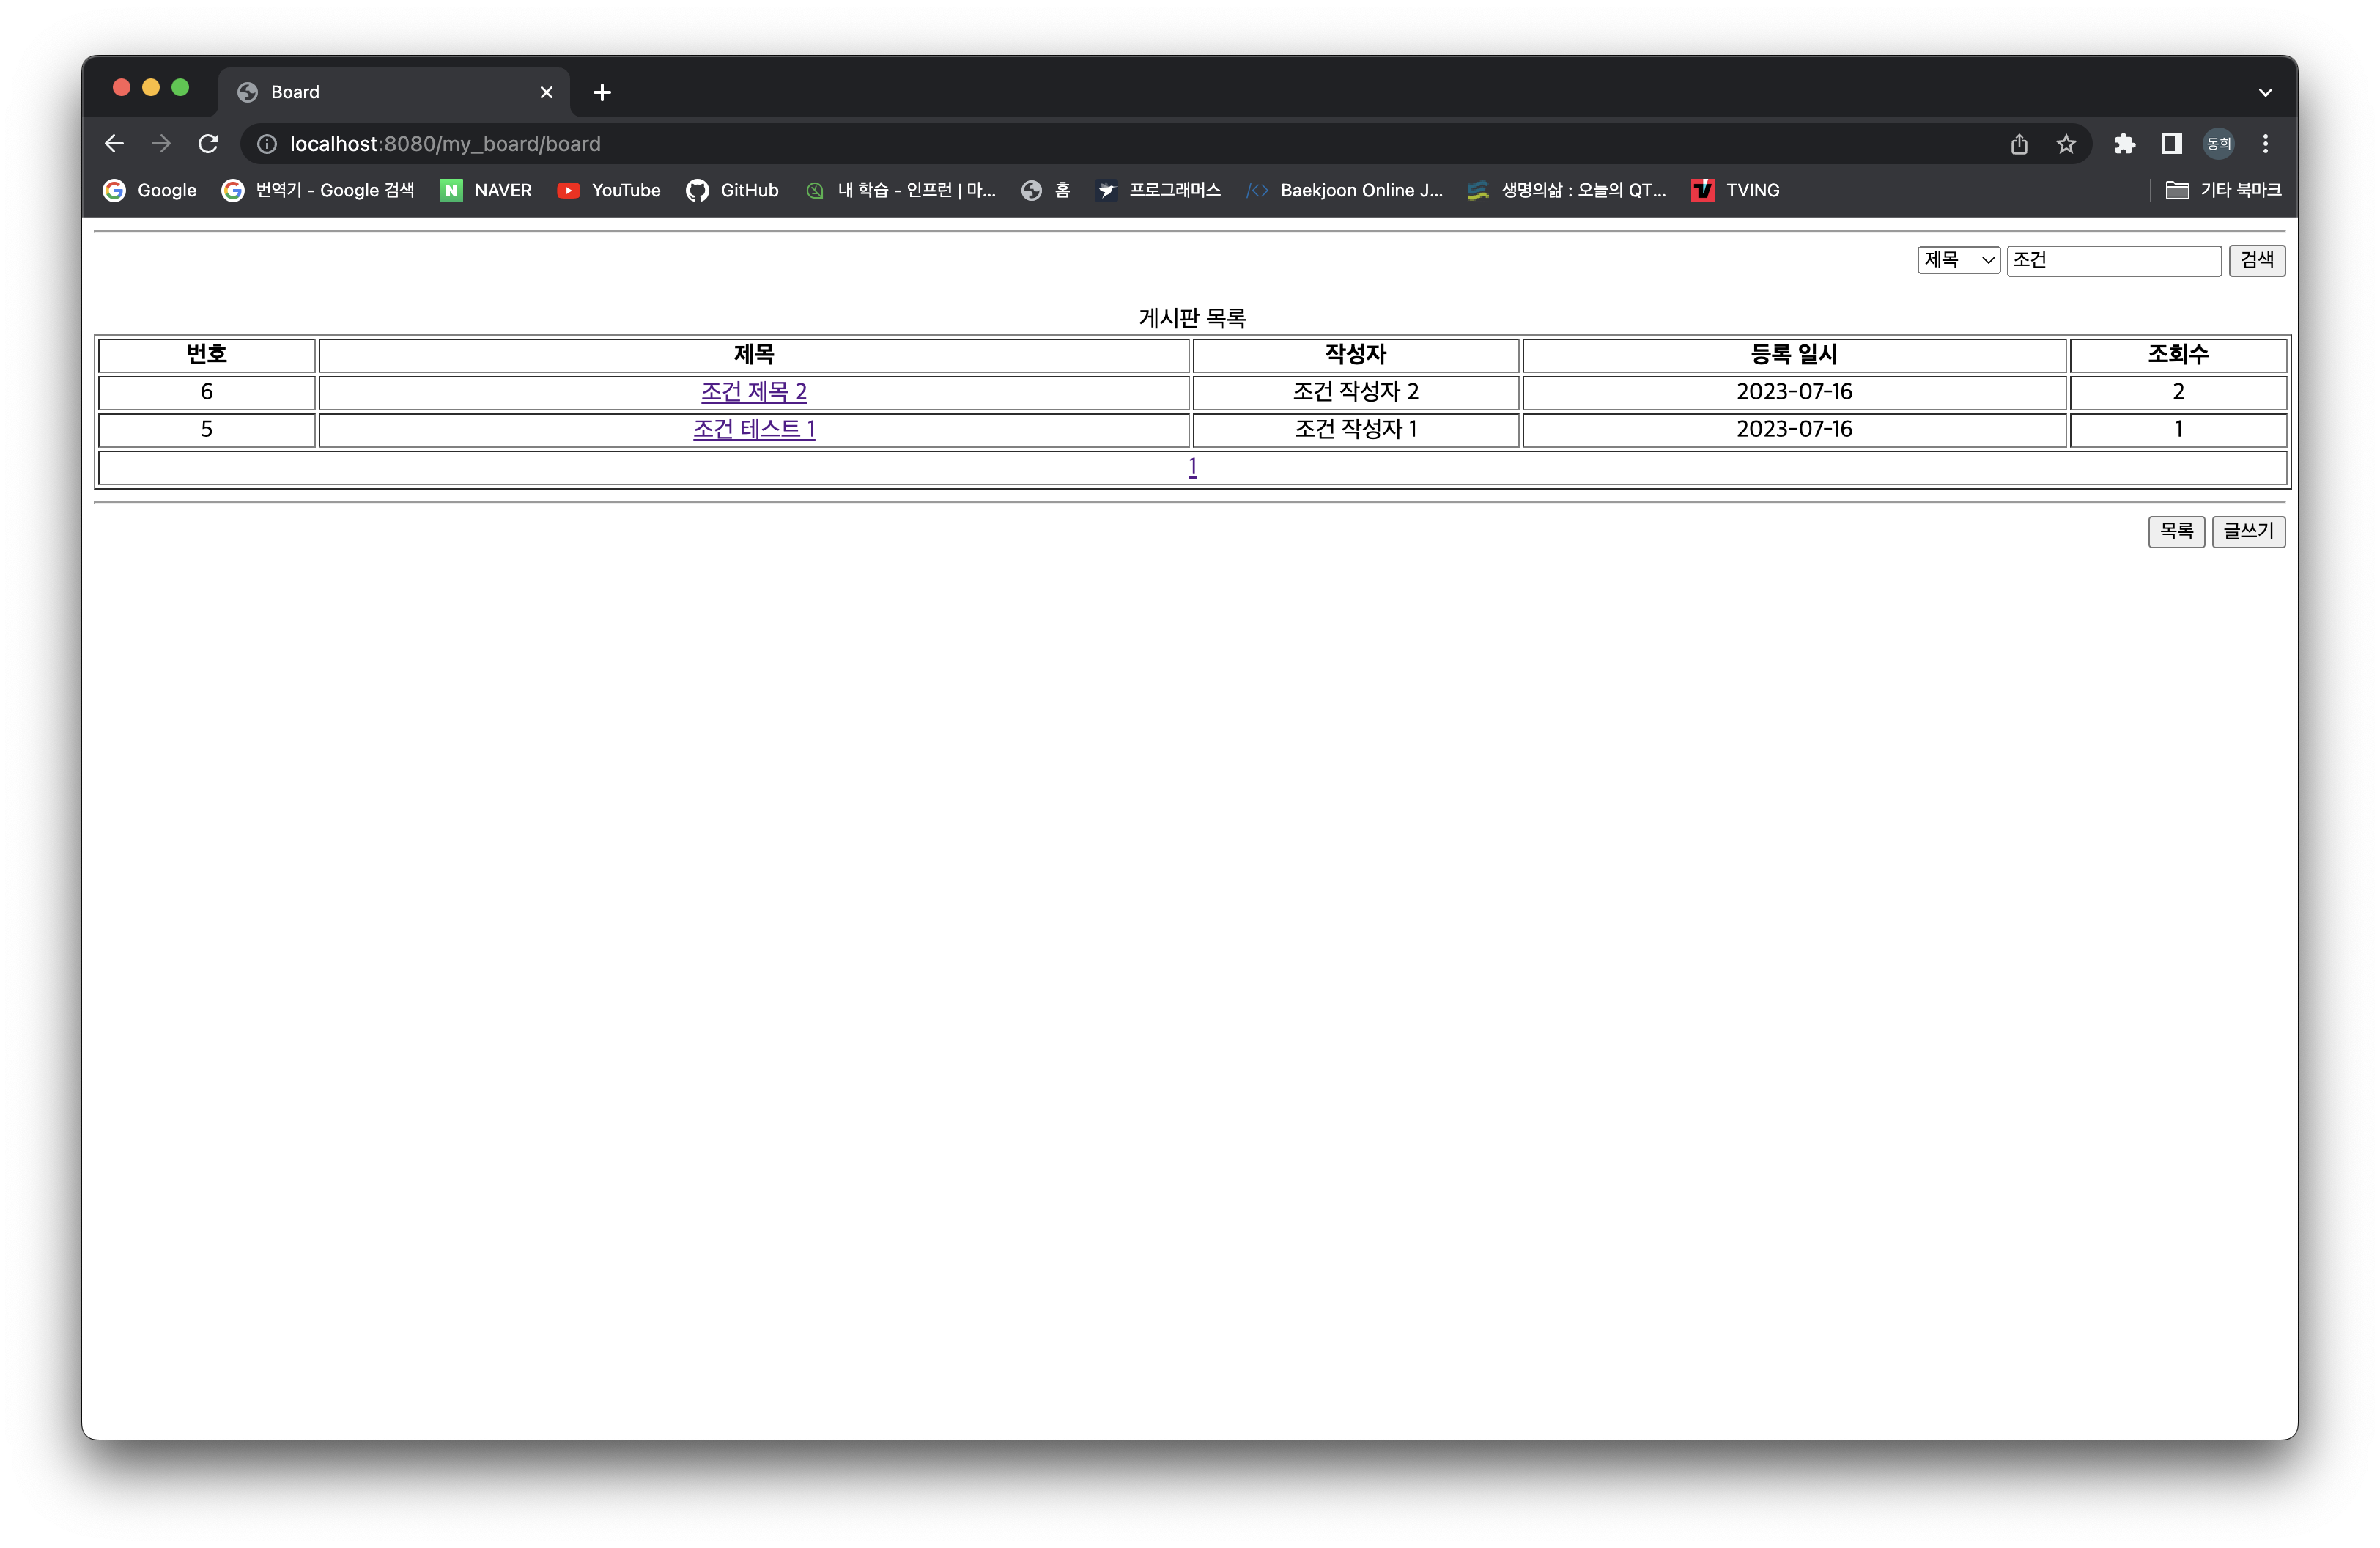 Board
localhost:8080/my_board/board
동희
Google 번역기 - Google 검색 NAVER YouTube GitHub 내 학습 - 인프런 | 마... 홈 프로그래머스 Baekjoon Online J... 생명의삶 : 오늘의 QT... TVING 기타 북마크
제목 조건 검색
게시판 목록
번호 제목 작성자 등록 일시 조회수
6 조건 제목 2 조건 작성자 2 2023-07-16 2
5 조건 테스트 1 조건 작성자 1 2023-07-16 1
1
목록 글쓰기